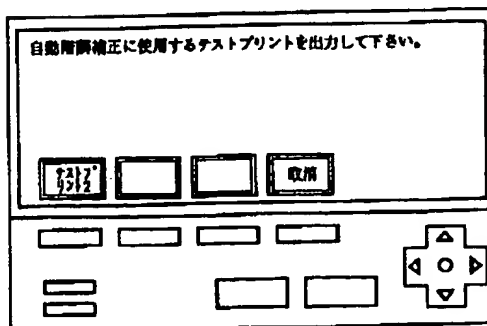 自動階調補正に使用するテストプリントを出力して下さい。
テストプ
リント2
取消